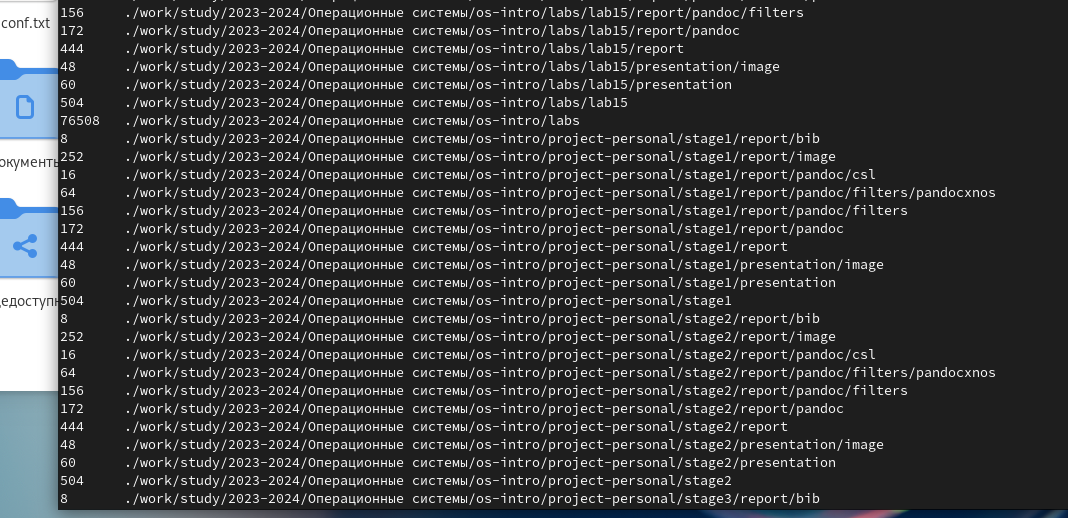 conf.txt
окументы
едоступн
156 ./work/study/2023-2024/Операционные системы/os-intro/labs/lab15/report/pandoc/filters
172 ./work/study/2023-2024/Операционные системы/os-intro/labs/lab15/report/pandoc
444 ./work/study/2023-2024/Операционные системы/os-intro/labs/lab15/report
48 ./work/study/2023-2024/Операционные системы/os-intro/labs/lab15/presentation/image
60 ./work/study/2023-2024/Операционные системы/os-intro/labs/lab15/presentation
504 ./work/study/2023-2024/Операционные системы/os-intro/labs/lab15
76508 ./work/study/2023-2024/Операционные системы/os-intro/labs
8 ./work/study/2023-2024/Операционные системы/os-intro/project-personal/stage1/report/bib
252 ./work/study/2023-2024/Операционные системы/os-intro/project-personal/stage1/report/image
16 ./work/study/2023-2024/Операционные системы/os-intro/project-personal/stage1/report/pandoc/csl
64 ./work/study/2023-2024/Операционные системы/os-intro/project-personal/stage1/report/pandoc/filters/pandocxnos
156 ./work/study/2023-2024/Операционные системы/os-intro/project-personal/stage1/report/pandoc/filters
172 ./work/study/2023-2024/Операционные системы/os-intro/project-personal/stage1/report/pandoc
444 ./work/study/2023-2024/Операционные системы/os-intro/project-personal/stage1/report
48 ./work/study/2023-2024/Операционные системы/os-intro/project-personal/stage1/presentation/image
60 ./work/study/2023-2024/Операционные системы/os-intro/project-personal/stage1/presentation
504 ./work/study/2023-2024/Операционные системы/os-intro/project-personal/stage1
8 ./work/study/2023-2024/Операционные системы/os-intro/project-personal/stage2/report/bib
252 ./work/study/2023-2024/Операционные системы/os-intro/project-personal/stage2/report/image
16 ./work/study/2023-2024/Операционные системы/os-intro/project-personal/stage2/report/pandoc/csl
64 ./work/study/2023-2024/Операционные системы/os-intro/project-personal/stage2/report/pandoc/filters/pandocxnos
156 ./work/study/2023-2024/Операционные системы/os-intro/project-personal/stage2/report/pandoc/filters
172 ./work/study/2023-2024/Операционные системы/os-intro/project-personal/stage2/report/pandoc
444 ./work/study/2023-2024/Операционные системы/os-intro/project-personal/stage2/report
48 ./work/study/2023-2024/Операционные системы/os-intro/project-personal/stage2/presentation/image
60 ./work/study/2023-2024/Операционные системы/os-intro/project-personal/stage2/presentation
504 ./work/study/2023-2024/Операционные системы/os-intro/project-personal/stage2
8 ./work/study/2023-2024/Операционные системы/os-intro/project-personal/stage3/report/bib